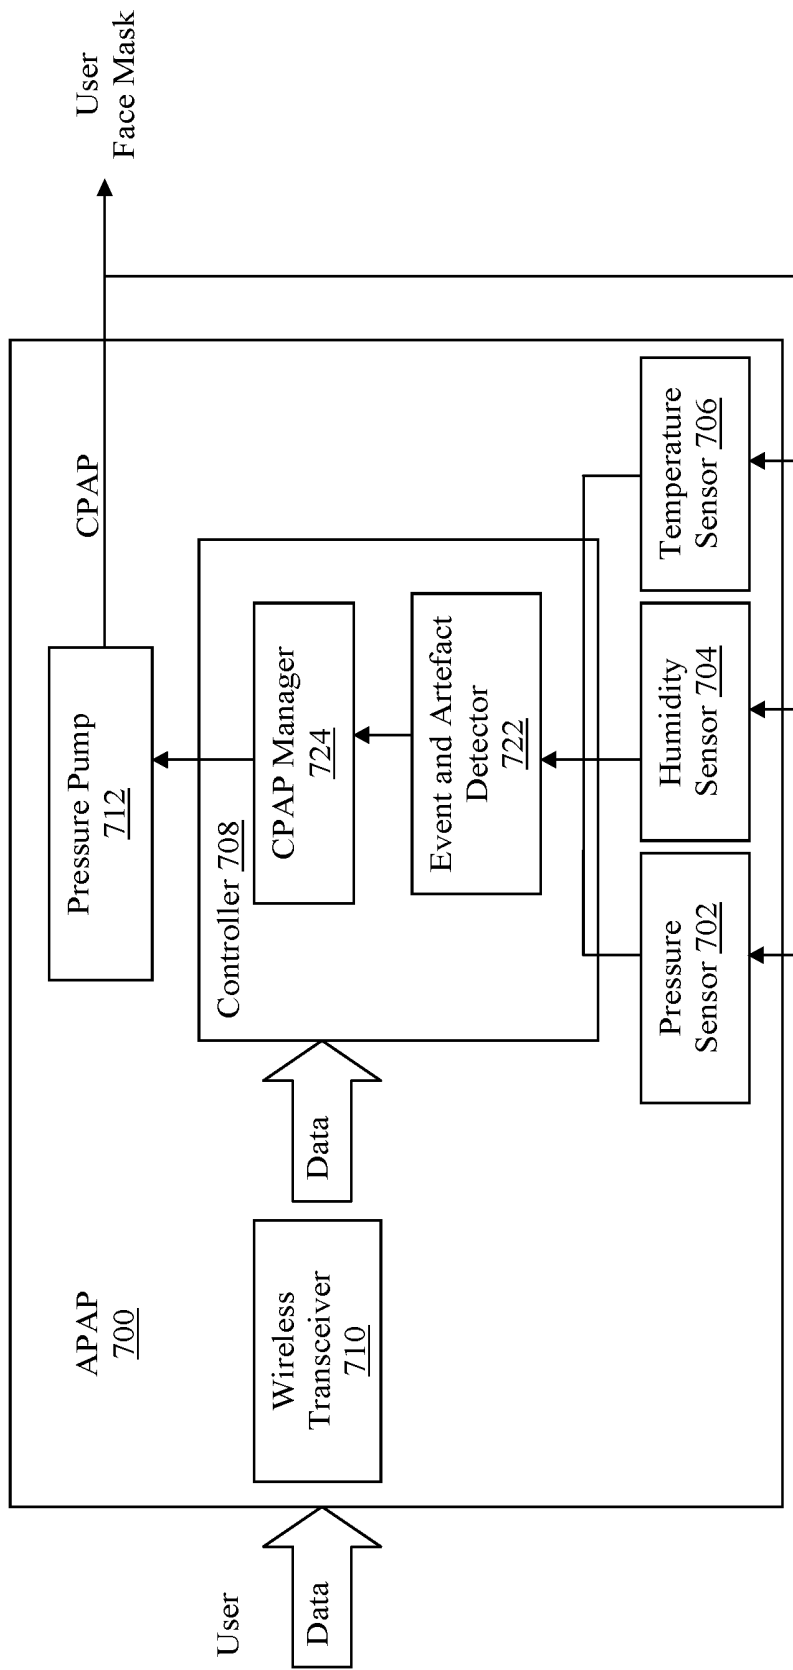 User
Face Mask
APAP
700
Pressure Pump
712
CPAP
User
Data
Wireless
Transceiver
710
Data
Controller 708
CPAP Manager
724
Event and Artefact
Detector
722
Pressure
Sensor 702
Humidity
Sensor 704
Temperature
Sensor 706